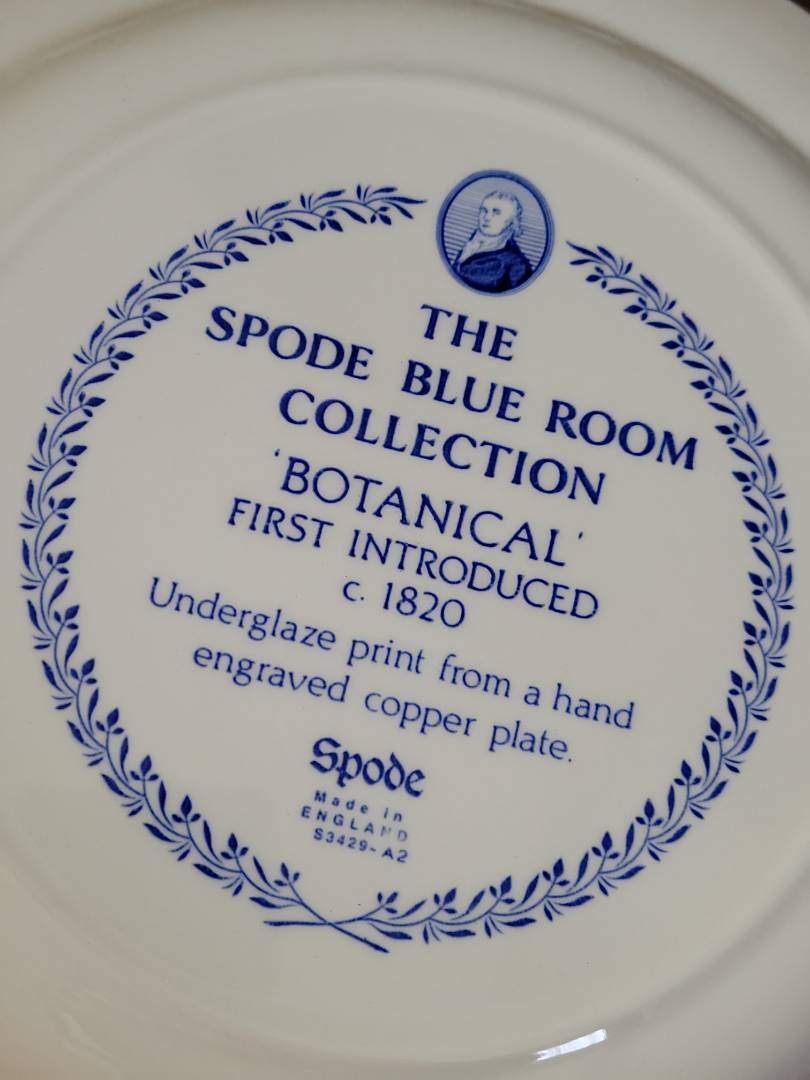 THE
SPODE BLUE ROOM
COLLECTION
'BOTANICAL'
FIRST INTRODUCED
c. 1820
Underglaze print from a hand
engraved copper plate.
Spode
Made in
ENGLAND
S3429-A2